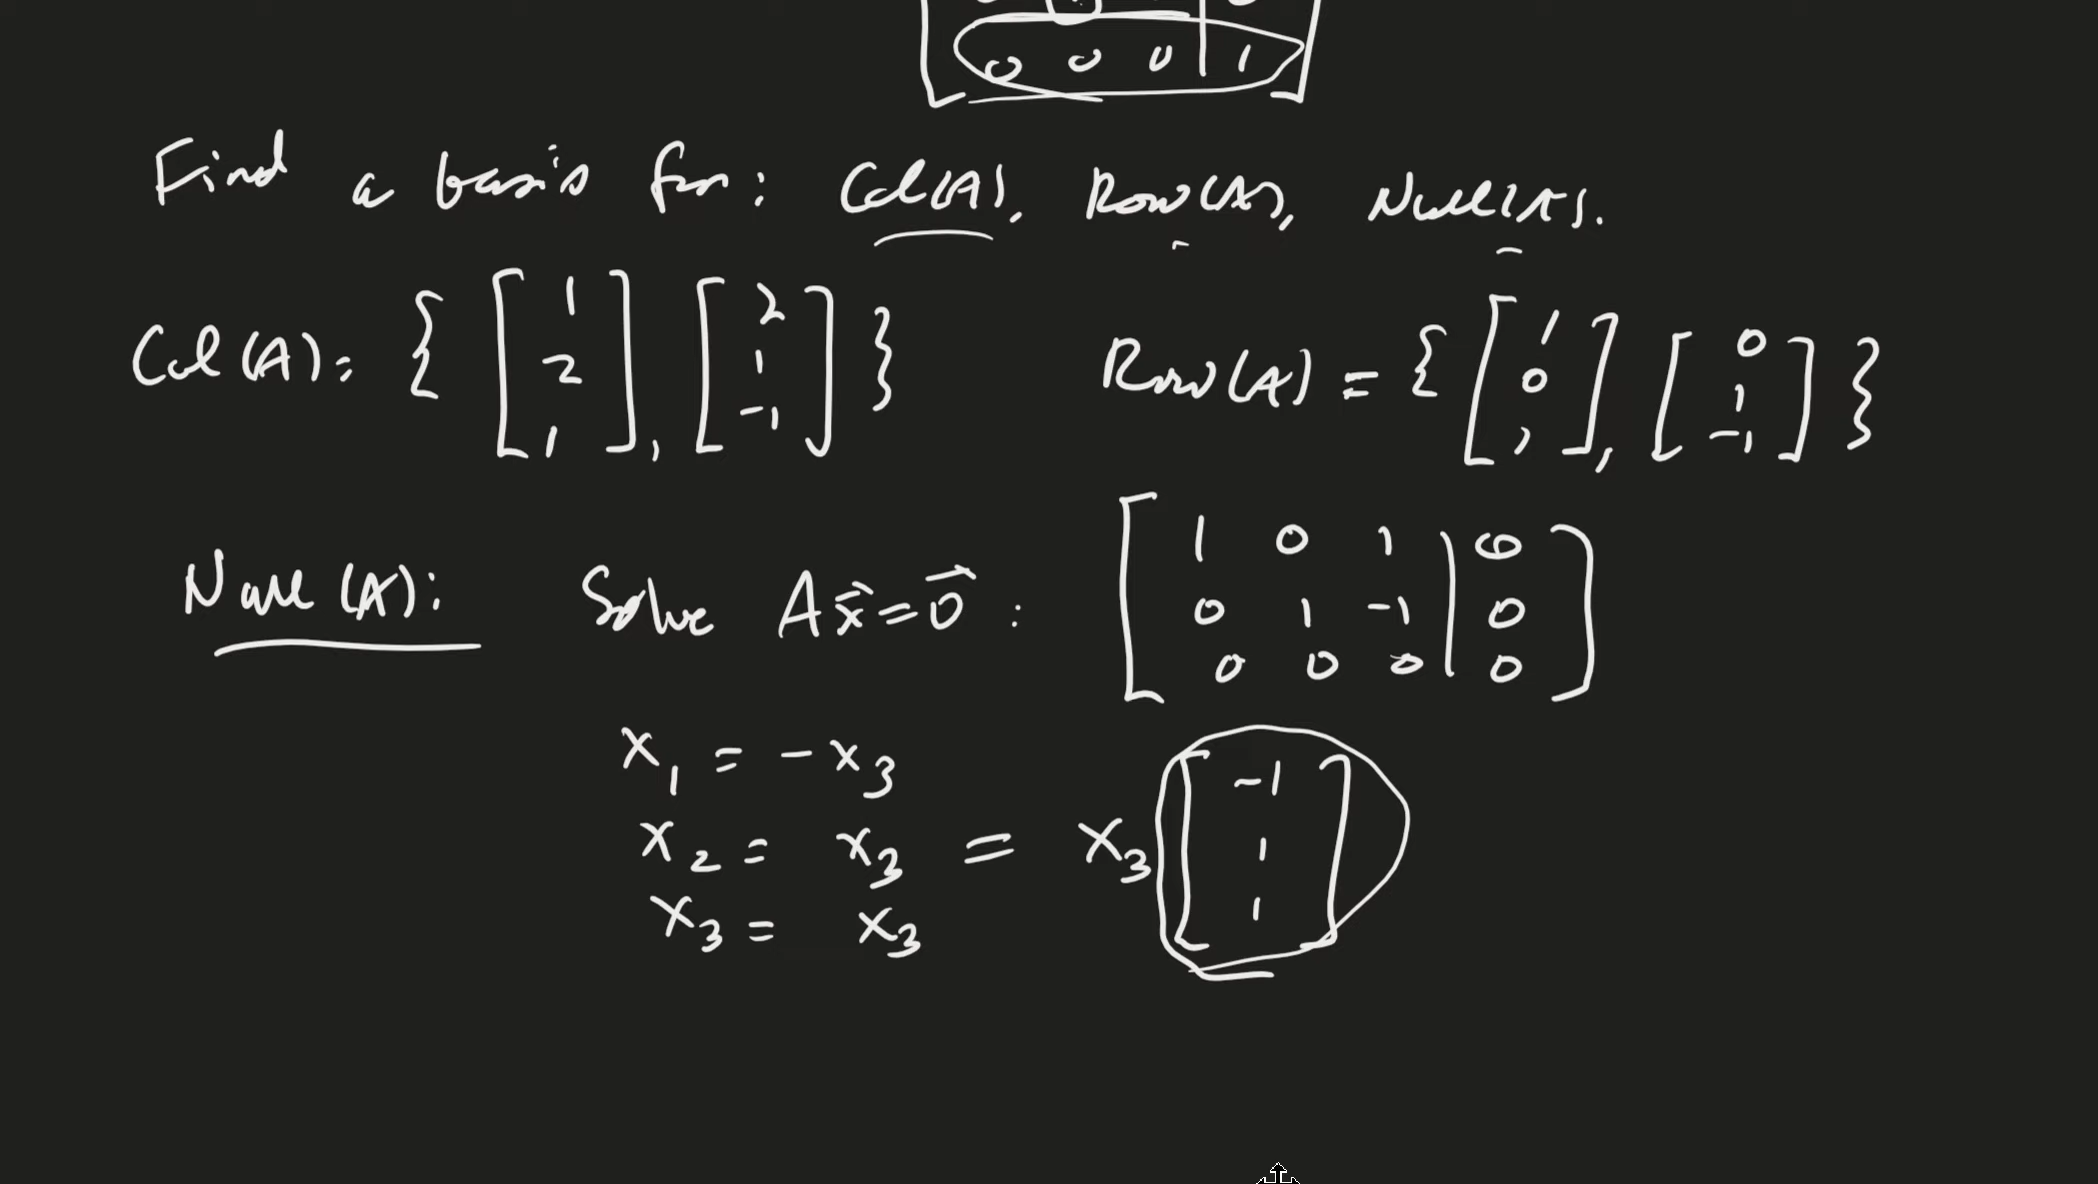 0 0 0 | 1
Find a basis for: Col(A), Row(A), Null(A).
Col(A): { [1 2 1], [2 1 -1] }
Row(A) = { [1 0 1], [0 1 -1] }
Null(A): Solve Ax⃗ = 0⃗ :
1 0 1 | 0
0 1 -1 | 0
0 0 0 | 0
x₁ = -x₃
x₂ = x₃ = x₃ [-1 1 1]
x₃ = x₃